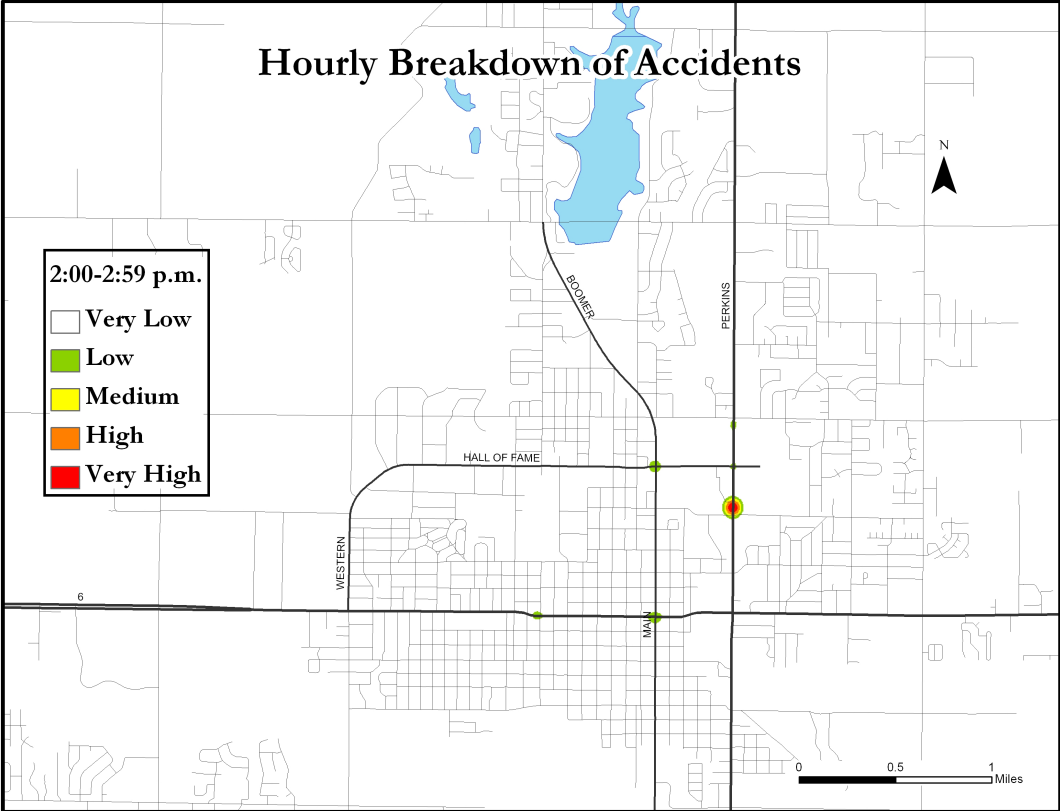 Hourly Breakdown of Accidents
N
2:00-2:59 p.m.
Very Low
Low
Medium
High
Very High
BOOMER
PERKINS
HALL OF FAME
WESTERN
6
MAIN
0 0.5 1
Miles